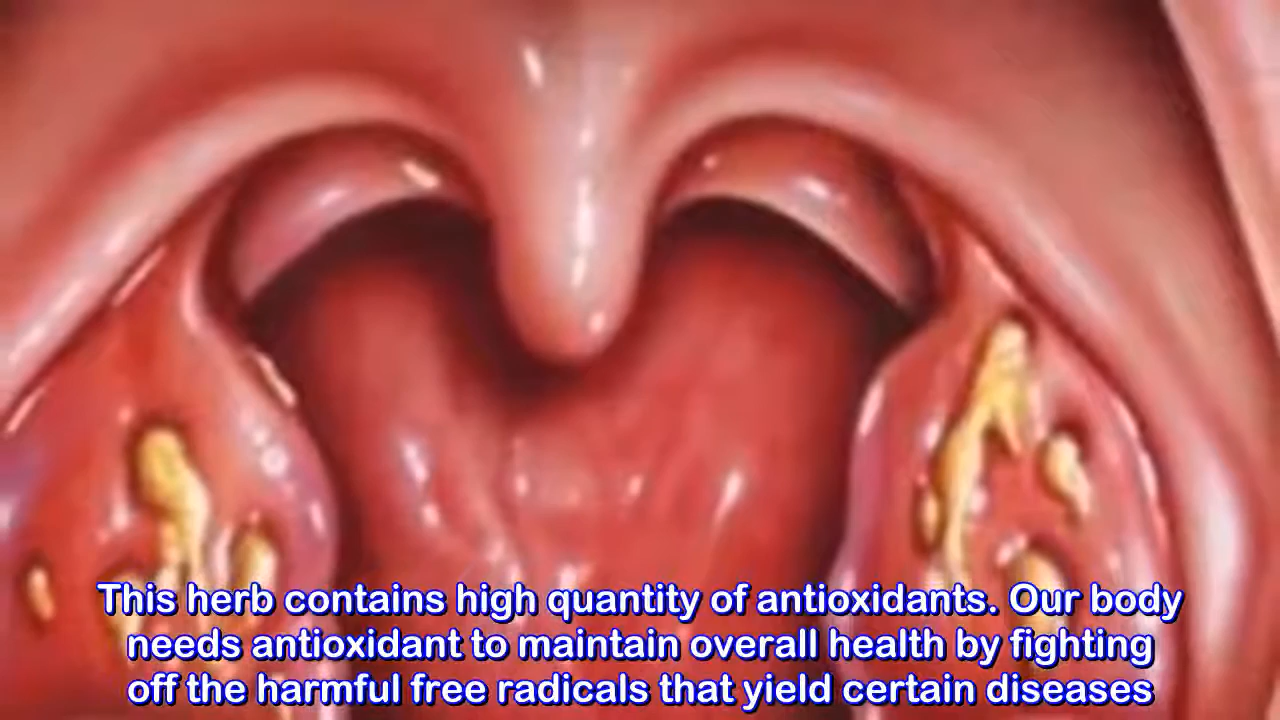 This herb contains high quantity of antioxidants. Our body
needs antioxidant to maintain overall health by fighting
off the harmful free radicals that yield certain diseases